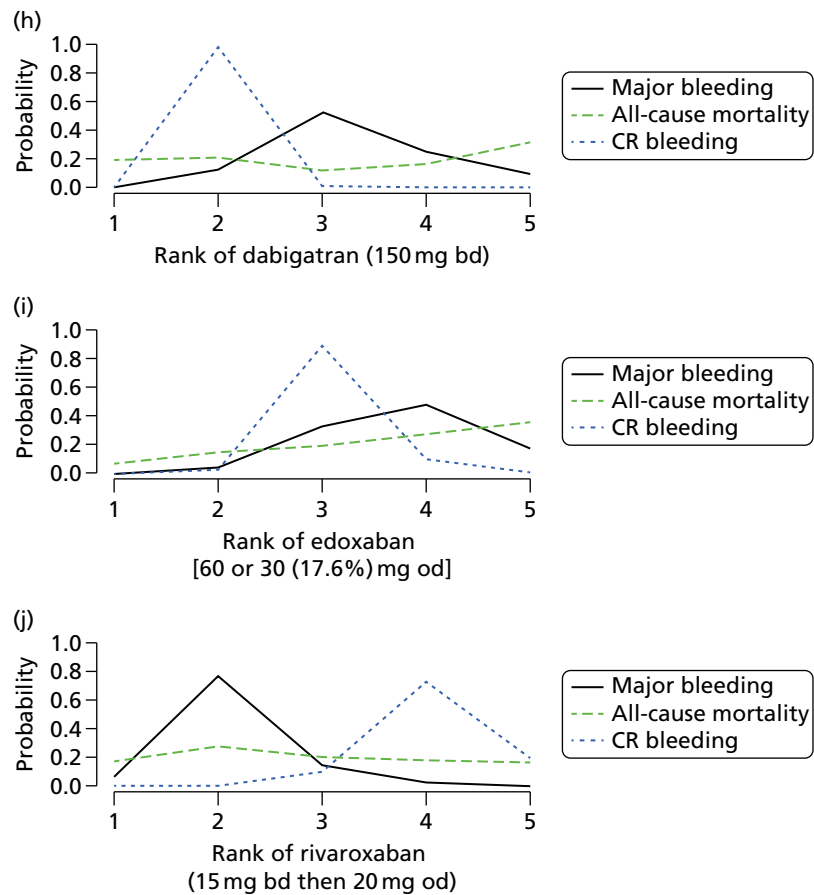 (h)
1.0
0.8
0.6
0.4
0.2
0.0
Probability
1 2 3 4 5
Rank of dabigatran (150 mg bd)
Major bleeding
All-cause mortality
CR bleeding
(i)
1.0
0.8
0.6
0.4
0.2
0.0
Probability
1 2 3 4 5
Rank of edoxaban
[60 or 30 (17.6%) mg od]
Major bleeding
All-cause mortality
CR bleeding
(j)
1.0
0.8
0.6
0.4
0.2
0.0
Probability
1 2 3 4 5
Rank of rivaroxaban
(15 mg bd then 20 mg od)
Major bleeding
All-cause mortality
CR bleeding